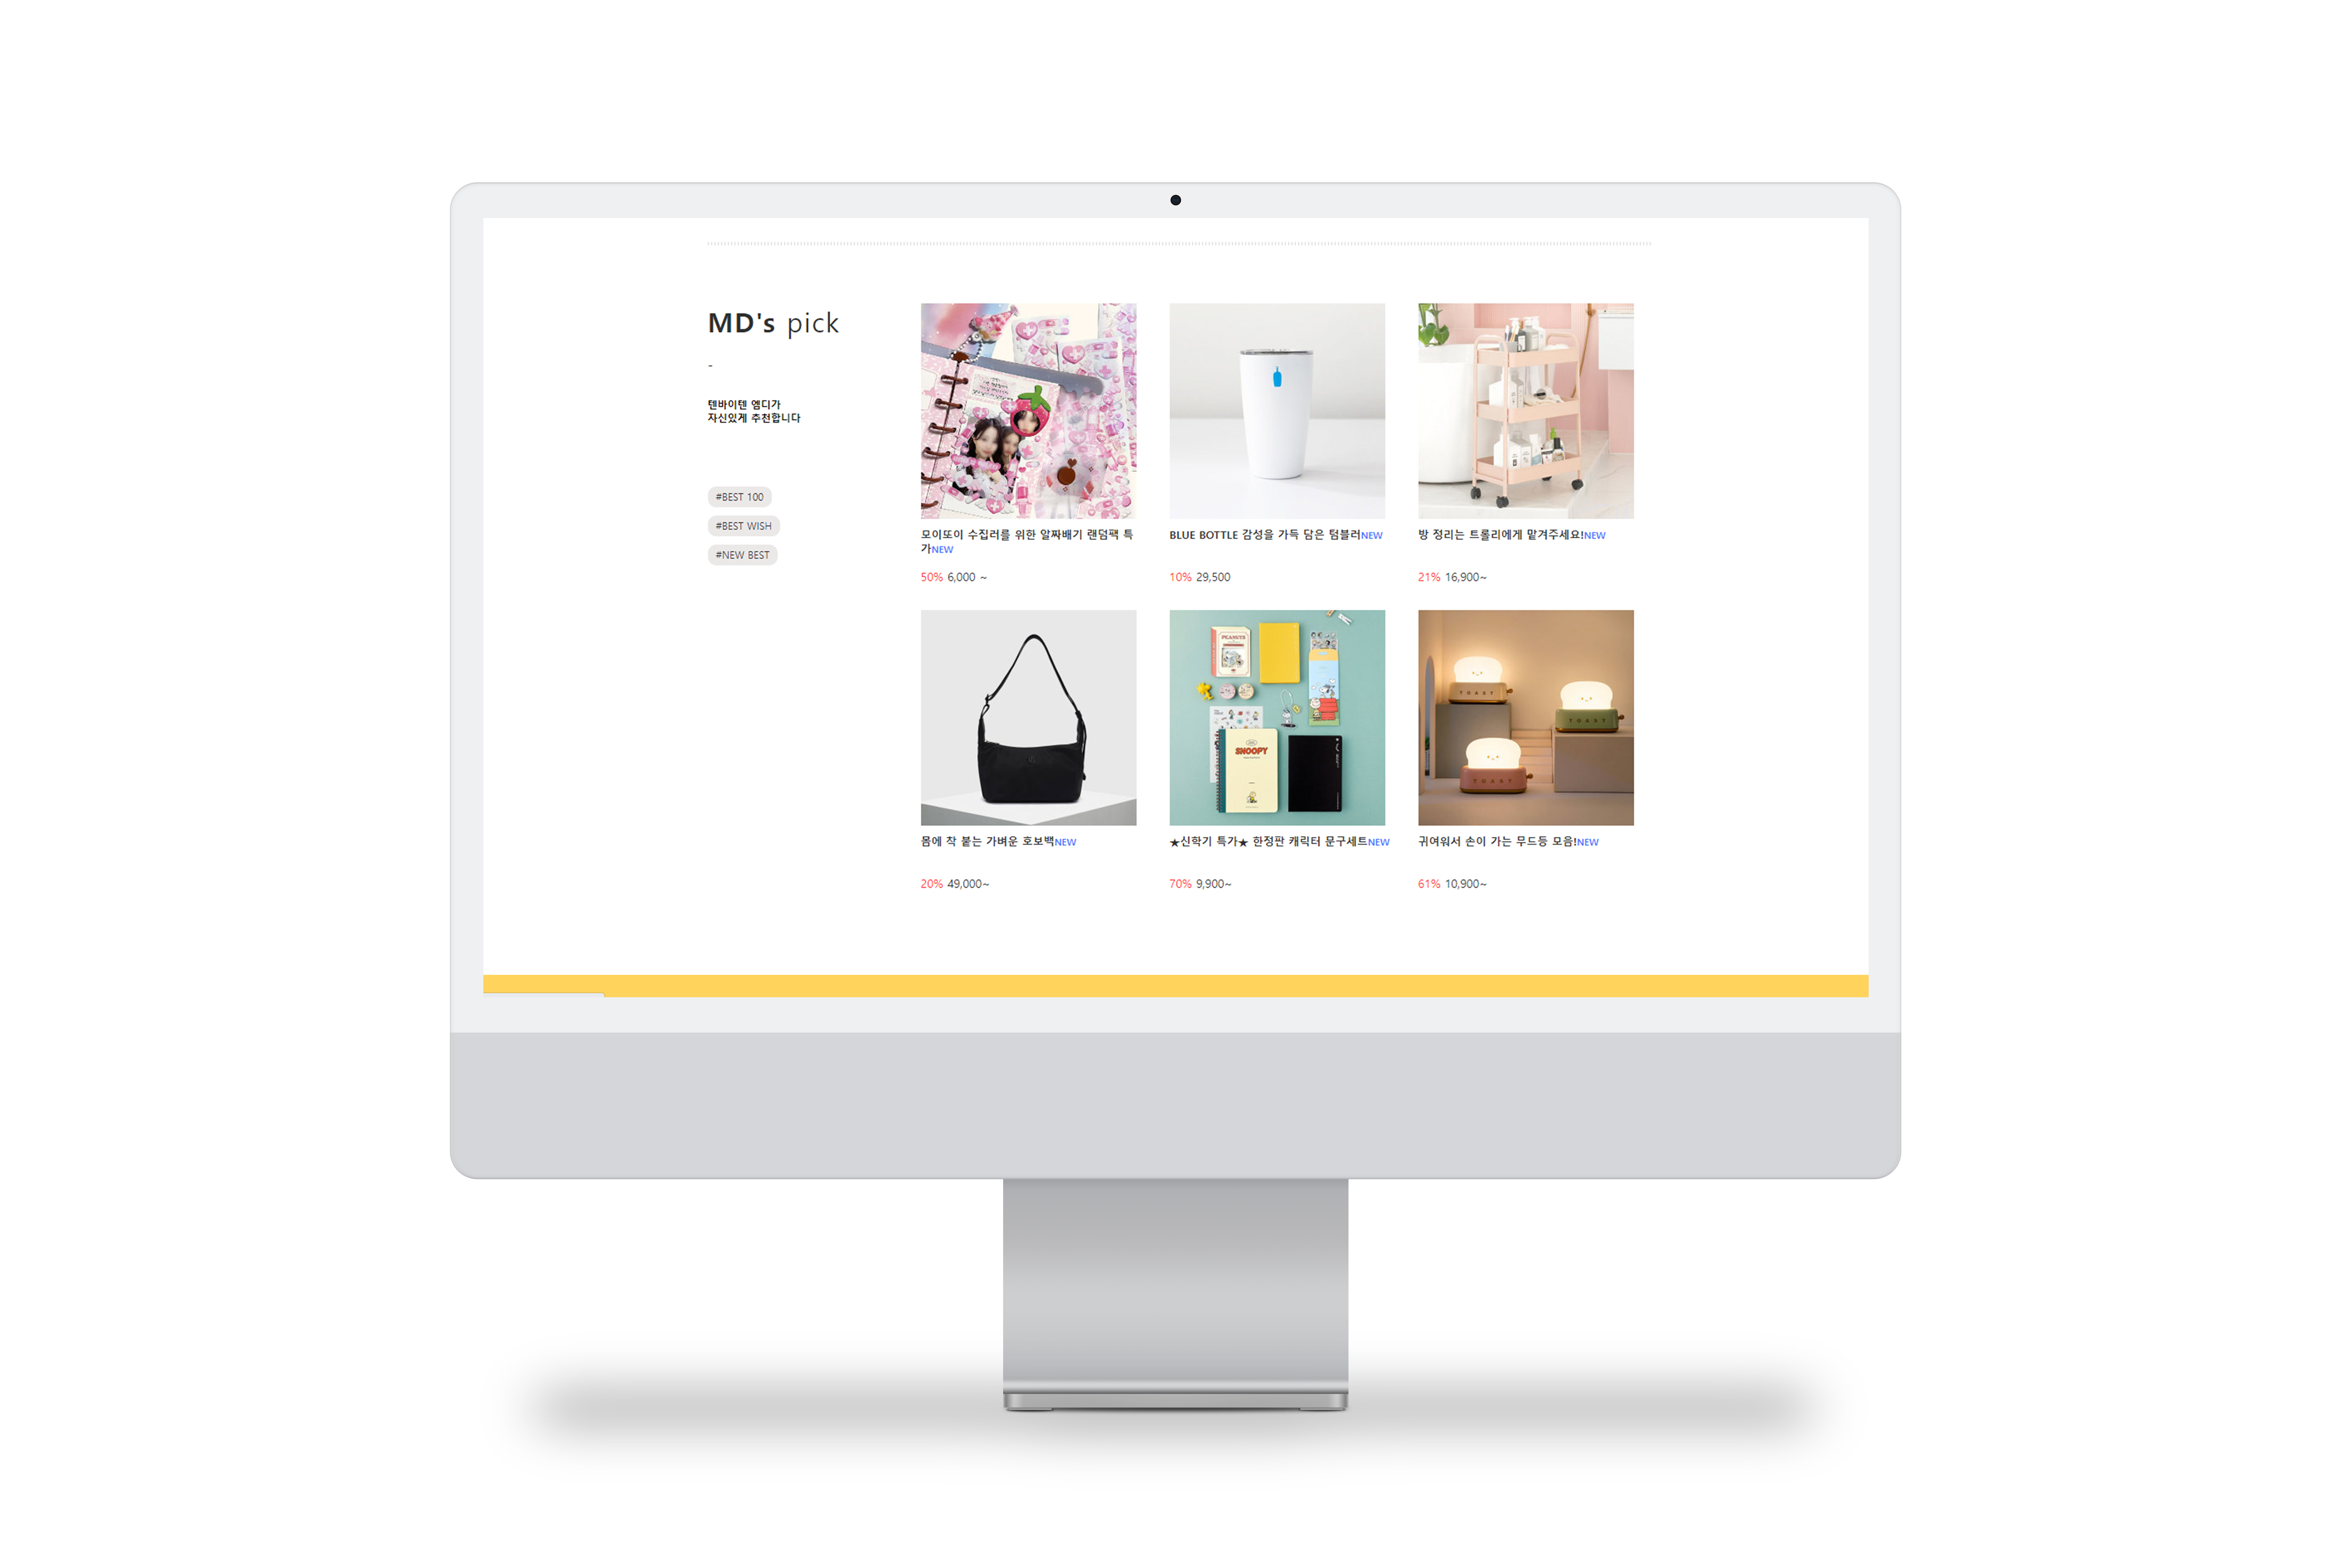 MD's pick
-
텐바이텐 엠디가
자신있게 추천합니다
#BEST 100
#BEST WISH
#NEW BEST
모이또이 수집러를 위한 알짜배기 랜덤팩 특
가NEW
50% 6,000 ~
BLUE BOTTLE 감성을 가득 담은 텀블러NEW
10% 29,500
방 정리는 트롤리에게 맡겨주세요!NEW
21% 16,900~
PEANUTS
SNOOPY
TOAST
TOAST
TOAST
몸에 착 붙는 가벼운 호보백NEW
20% 49,000~
★신학기 특가★ 한정판 캐릭터 문구세트NEW
70% 9,900~
귀여워서 손이 가는 무드등 모음!NEW
61% 10,900~